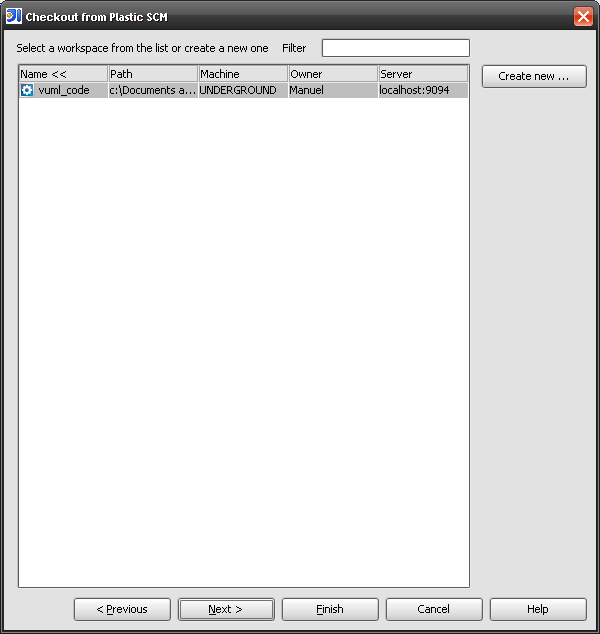 Checkout from Plastic SCM
Select a workspace from the list or create a new one Filter
Name << Path Machine Owner Server
vuml_code c:\Documents a... UNDERGROUND Manuel localhost:9094
Create new ...
< Previous Next > Finish Cancel Help